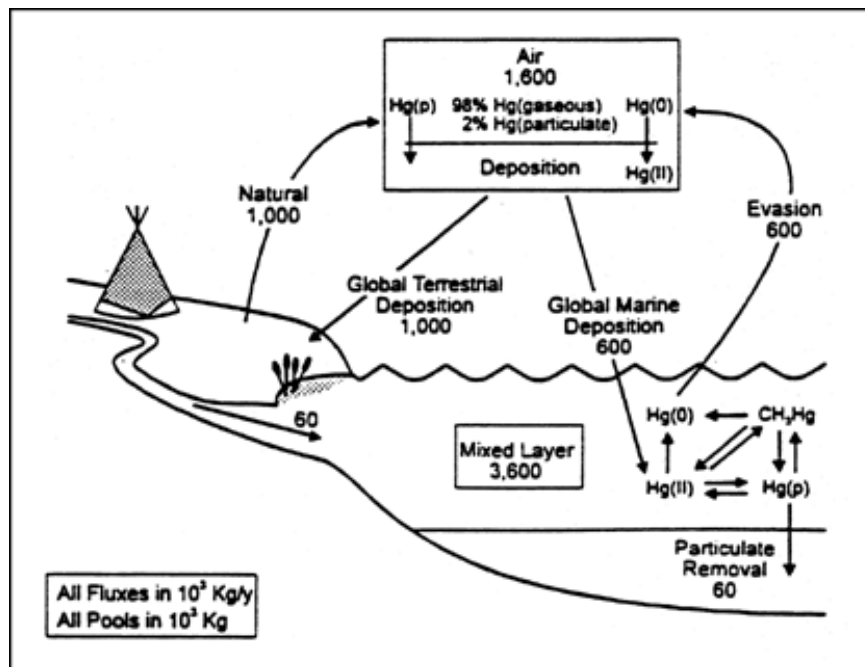 Air
1,600
Hg(p) 98% Hg(gaseous) Hg(0)
2% Hg(particulate)
Deposition Hg(II)
Natural
1,000
Evasion
600
Global Terrestrial
Deposition
1,000
Global Marine
Deposition
600
60
Mixed Layer
3,600
Hg(0) CH₃Hg
Hg(II) Hg(p)
Particulate
Removal
60
All Fluxes in 10³ Kg/y
All Pools in 10³ Kg